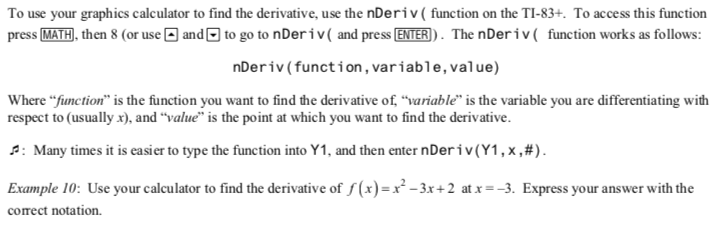 To use your graphics calculator to find the derivative, use the nDeriv( function on the TI-83+. To access this function
press MATH, then 8 (or use ▲ and ▼ to go to nDeriv( and press ENTER). The nDeriv( function works as follows:
nDeriv(function,variable,value)
Where “function” is the function you want to find the derivative of, “variable” is the variable you are differentiating with
respect to (usually x), and “value” is the point at which you want to find the derivative.
♬: Many times it is easier to type the function into Y1, and then enter nDeriv(Y1,x,#).
Example 10: Use your calculator to find the derivative of f(x)=x²−3x+2 at x=−3. Express your answer with the
correct notation.